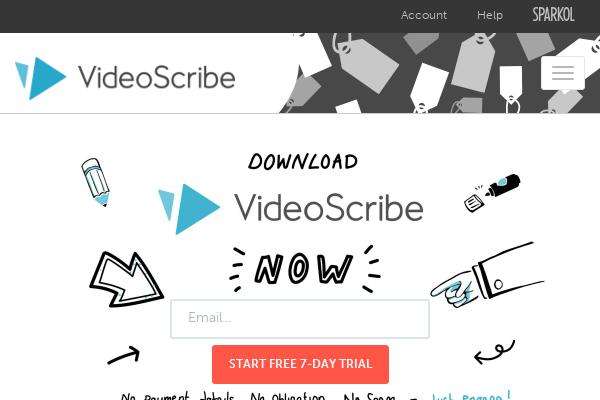 Account Help SPARKOL
VideoScribe
DOWNLOAD
VideoScribe
NOW
Email...
START FREE 7-DAY TRIAL
No Payment details No Obligation No Spam - Just